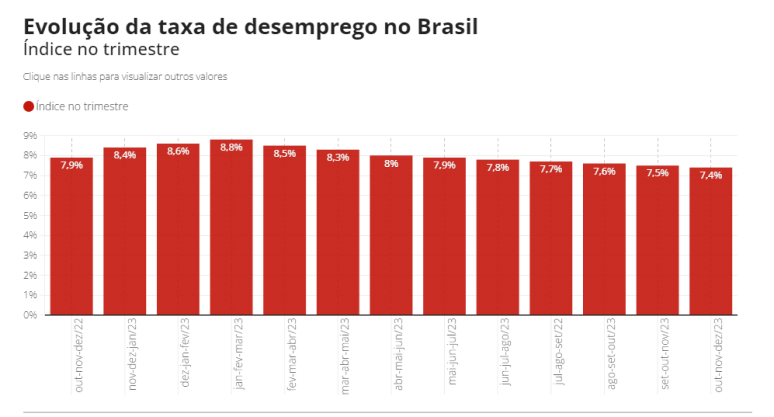 Evolução da taxa de desemprego no Brasil
Índice no trimestre
Clique nas linhas para visualizar outros valores
Índice no trimestre
9%
8%
7%
6%
5%
4%
3%
2%
1%
0%
7,9%
8,4%
8,6%
8,8%
8,5%
8,3%
8%
7,9%
7,8%
7,7%
7,6%
7,5%
7,4%
out-nov-dez/22
nov-dez-jan/23
dez-jan-fev/23
jan-fev-mar/23
fev-mar-abr/23
mar-abr-mai/23
abr-mai-jun/23
mai-jun-jul/23
jun-jul-ago/23
jul-ago-set/22
ago-set-out/23
set-out-nov/23
out-nov-dez/23